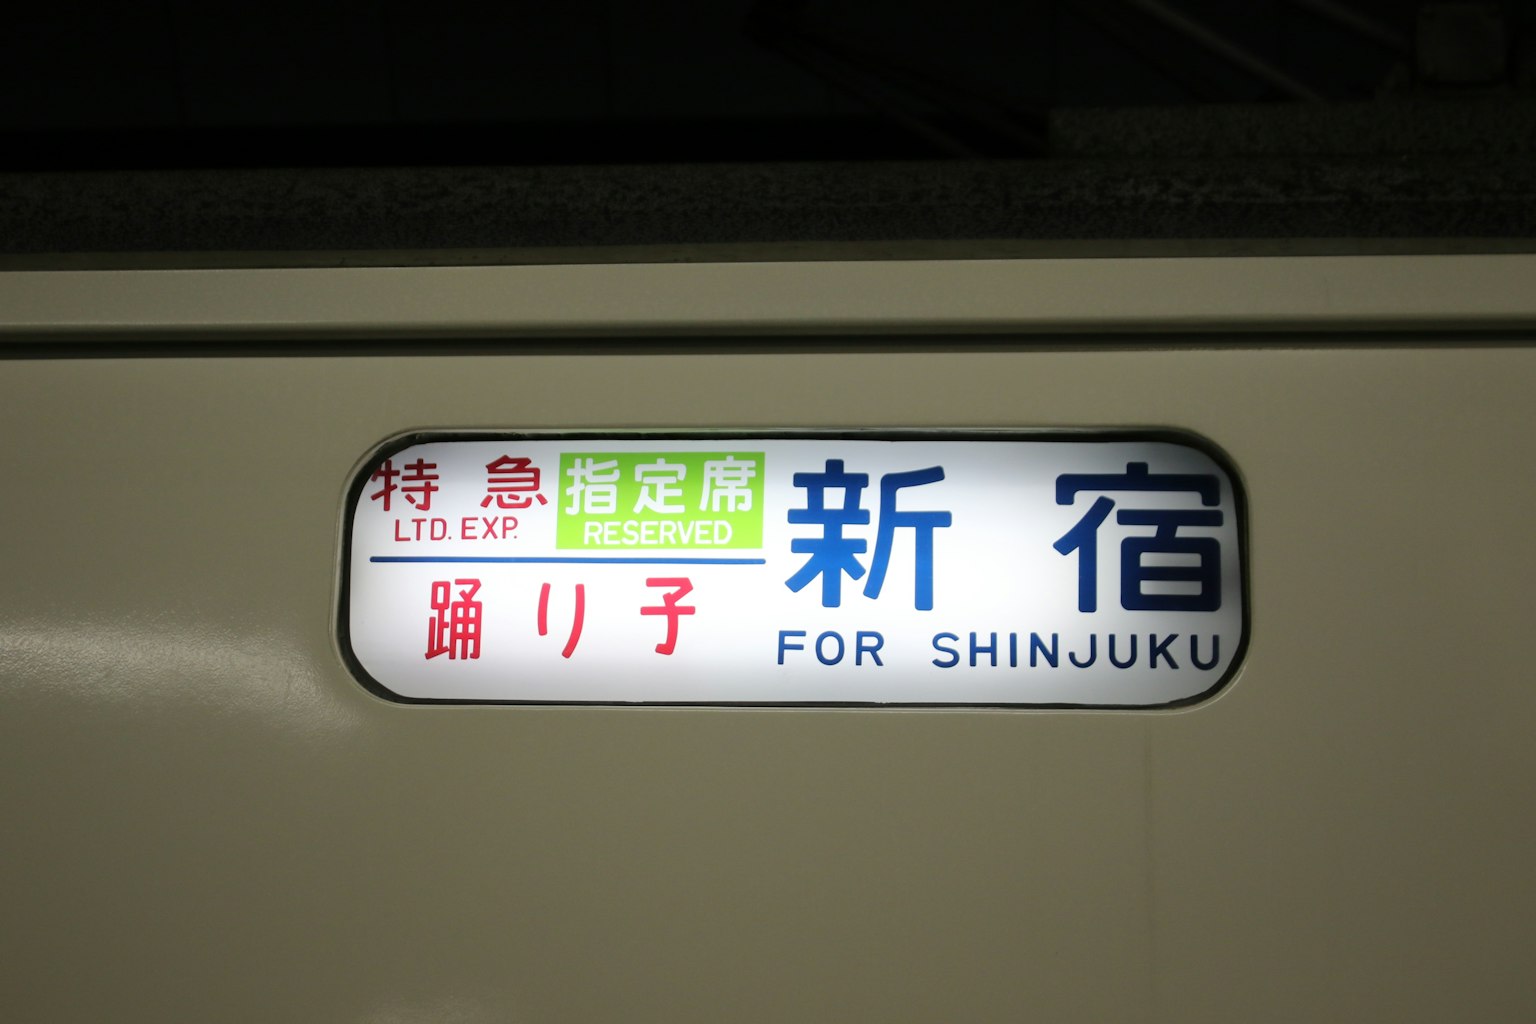 特急
LTD. EXP.
指定席
RESERVED
踊り子
新宿
FOR SHINJUKU